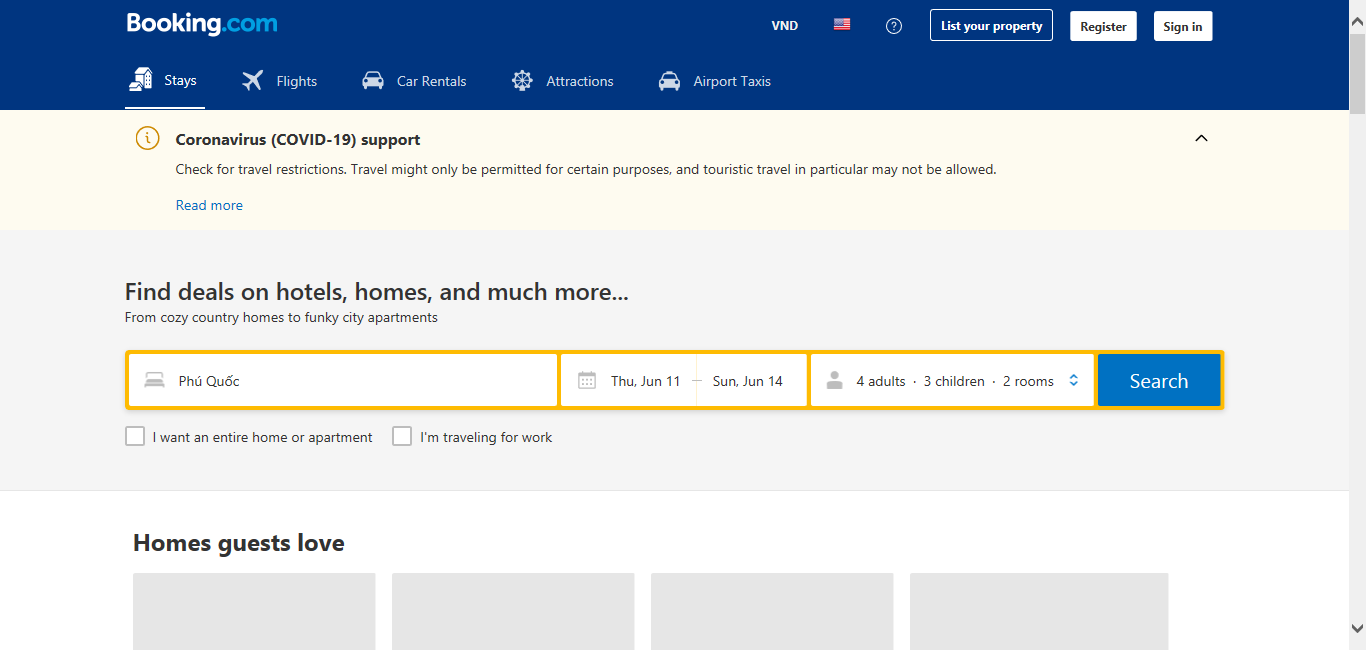 Booking.com
VND
List your property
Register
Sign in
Stays
Flights
Car Rentals
Attractions
Airport Taxis
Coronavirus (COVID-19) support
Check for travel restrictions. Travel might only be permitted for certain purposes, and touristic travel in particular may not be allowed.
Read more
Find deals on hotels, homes, and much more...
From cozy country homes to funky city apartments
Phú Quốc
Thu, Jun 11 — Sun, Jun 14
4 adults · 3 children · 2 rooms
Search
I want an entire home or apartment
I'm traveling for work
Homes guests love